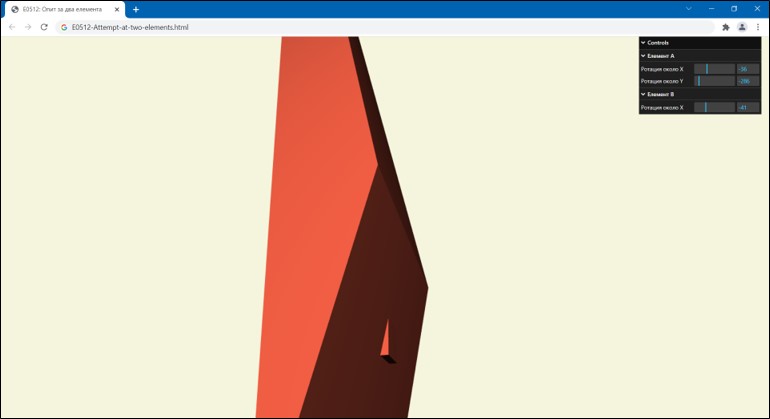 E0512: Опит за два елемента
E0512-Attempt-at-two-elements.html
Controls
Елемент A
Ротация около X -36
Ротация около Y -286
Елемент B
Ротация около X -41